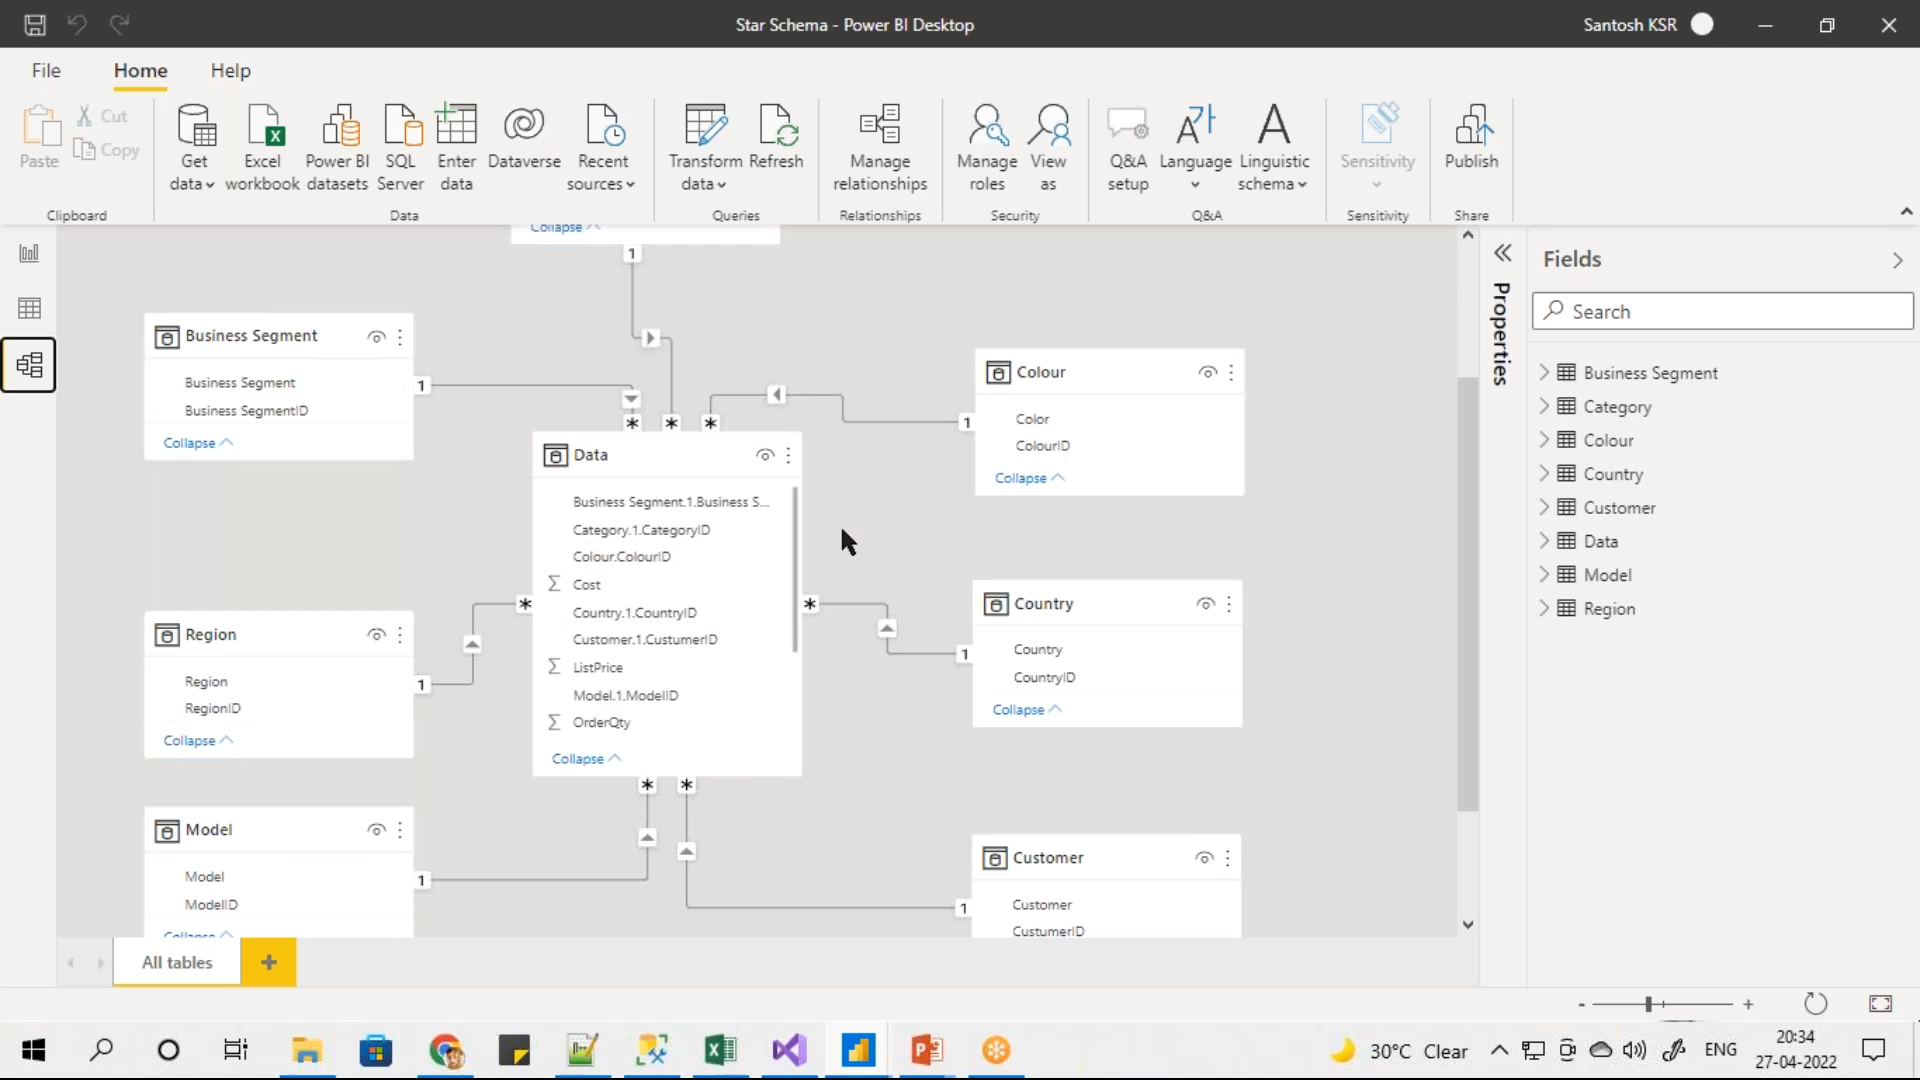 Star Schema - Power BI Desktop
Santosh KSR
File Home Help
Paste
Cut
Copy
Clipboard
Get data
Excel workbook
Power BI datasets
SQL Server
Enter data
Dataverse
Recent sources
Data
Transform data
Refresh
Queries
Manage relationships
Relationships
Manage roles
View as
Security
Q&A setup
Language
Linguistic schema
Q&A
Sensitivity
Sensitivity
Publish
Share
Collapse
1
Business Segment
Business Segment
Business SegmentID
Collapse
1
* * *
Data
Business Segment.1.Business S...
Category.1.CategoryID
Colour.ColourID
Cost
Country.1.CountryID
Customer.1.CustumerID
ListPrice
Model.1.ModelID
OrderQty
Collapse
* *
* *
Colour
Color
ColourID
Collapse
1
Region
Region
RegionID
Collapse
1
Country
Country
CountryID
Collapse
1
Model
Model
ModelID
Collapse
1
Customer
Customer
CustumerID
1
Properties
Fields
Search
Business Segment
Category
Colour
Country
Customer
Data
Model
Region
All tables
+
- +
30°C Clear
ENG
20:34
27-04-2022